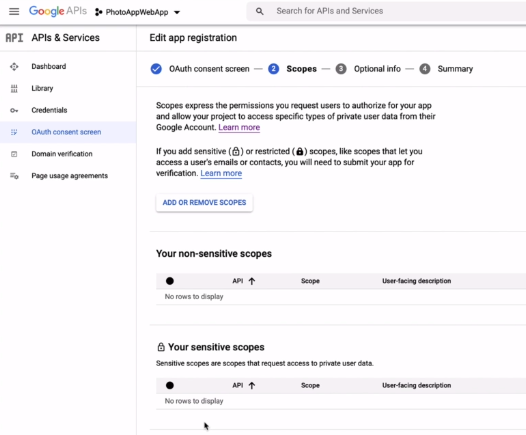 Google APIs PhotoAppWebApp Search for APIs and Services
API APIs & Services
Dashboard
Library
Credentials
OAuth consent screen
Domain verification
Page usage agreements
Edit app registration
OAuth consent screen — 2 Scopes — 3 Optional info — 4 Summary
Scopes express the permissions you request users to authorize for your app
and allow your project to access specific types of private user data from their
Google Account. Learn more
If you add sensitive ( ) or restricted ( ) scopes, like scopes that let you
access a user's emails or contacts, you will need to submit your app for
verification. Learn more
ADD OR REMOVE SCOPES
Your non-sensitive scopes
API ↑ Scope User-facing description
No rows to display
Your sensitive scopes
Sensitive scopes are scopes that request access to private user data.
API ↑ Scope User-facing description
No rows to display